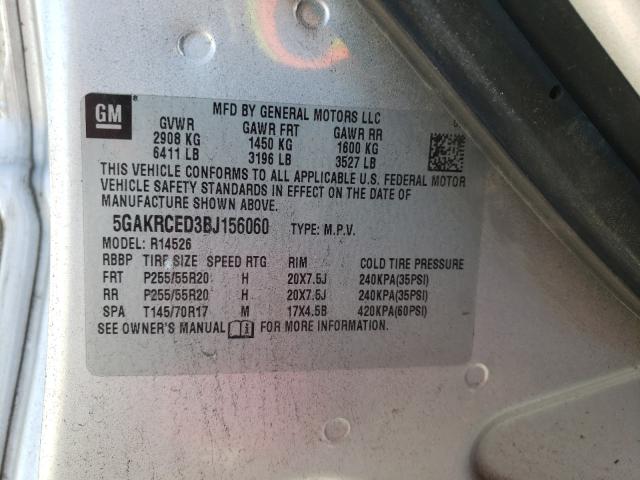 GM ®
MFD BY GENERAL MOTORS LLC
GVWR GAWR FRT GAWR RR
2908 KG 1450 KG 1600 KG
6411 LB 3196 LB 3527 LB
THIS VEHICLE CONFORMS TO ALL APPLICABLE U.S. FEDERAL MOTOR
VEHICLE SAFETY STANDARDS IN EFFECT ON THE DATE OF
MANUFACTURE SHOWN ABOVE.
5GAKRCED3BJ156060 TYPE: M.P.V.
MODEL: R14526
RBBP TIRE SIZE SPEED RTG RIM COLD TIRE PRESSURE
FRT P255/55R20 H 20X7.5J 240KPA(35PSI)
RR P255/55R20 H 20X7.5J 240KPA(35PSI)
SPA T145/70R17 M 17X4.5B 420KPA(60PSI)
SEE OWNER'S MANUAL FOR ADDITIONAL INFORMATION.